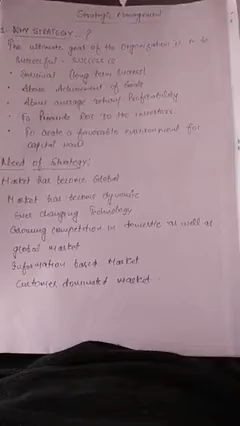 Strategic Management
1. WHY STRATEGY...?
The ultimate goal of the Organization is to be
successful. success is
• Survival (long term success)
• Above Achievement of Goals
• Above average return/ Profitability
• To Provide ROI to the investors.
• To create a favorable environment for
capital
Need of Strategy:
Market has become Global
Market has become dynamic
Ever changing Technology
Growing competition in domestic as well as
global market
Information based Market
Customer dominated market.